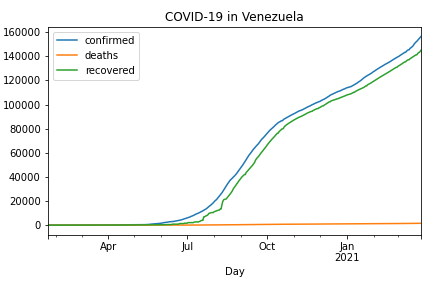 COVID-19 in Venezuela
confirmed
deaths
recovered
160000
140000
120000
100000
80000
60000
40000
20000
0
Apr Jul Oct Jan
2021
Day